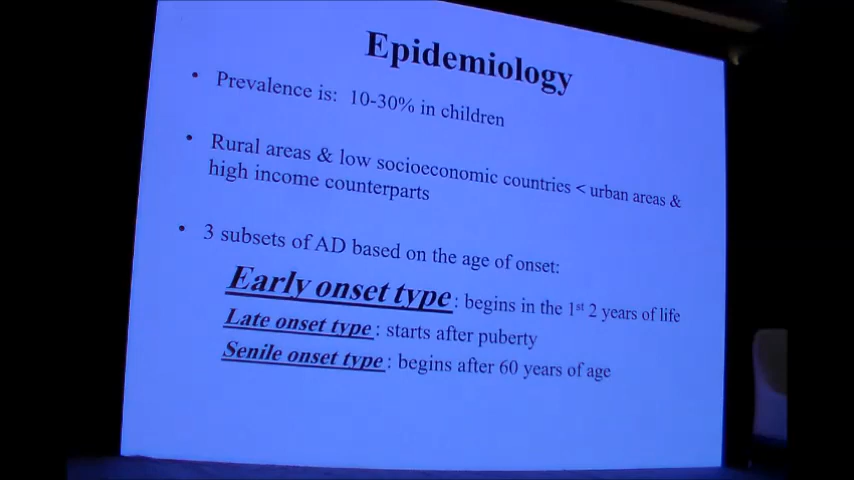 Epidemiology
• Prevalence is: 10-30% in children
• Rural areas & low socioeconomic countries < urban areas &
high income counterparts
• 3 subsets of AD based on the age of onset:
Early onset type : begins in the 1st 2 years of life
Late onset type : starts after puberty
Senile onset type : begins after 60 years of age